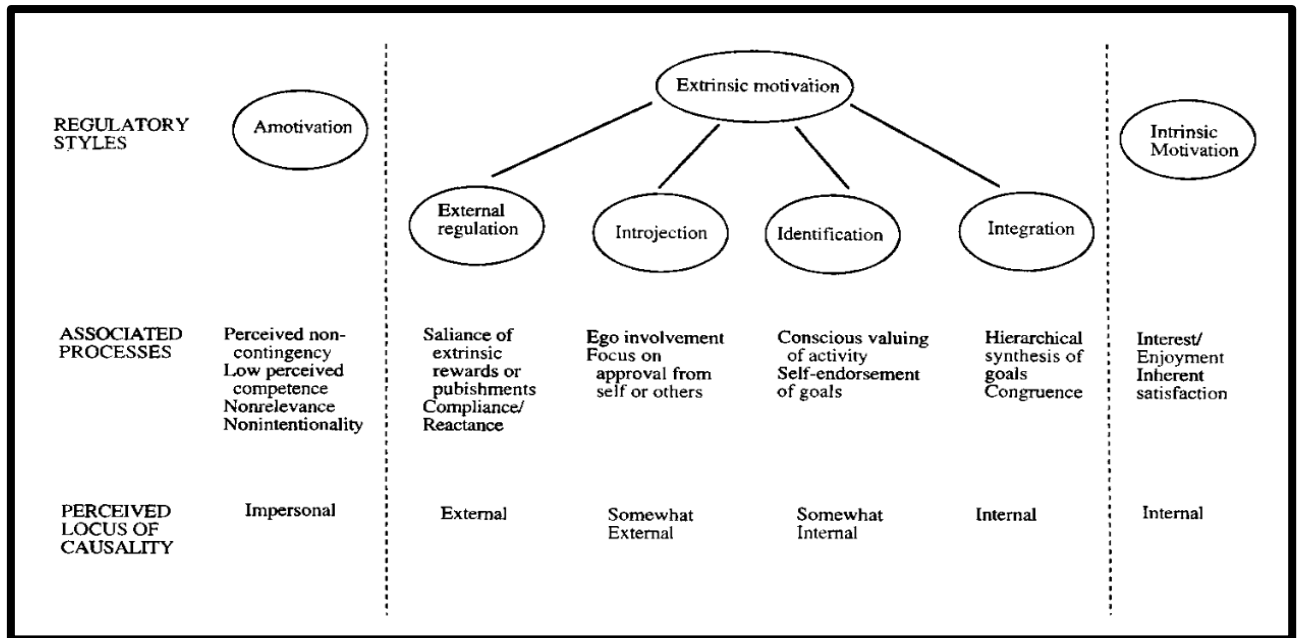 Extrinsic motivation
REGULATORY
STYLES
Amotivation
Intrinsic
Motivation
External
regulation
Introjection
Identification
Integration
ASSOCIATED
PROCESSES
Perceived non-
contingency
Low perceived
competence
Nonrelevance
Nonintentionality
Saliance of
extrinsic
rewards or
pubishments
Compliance/
Reactance
Ego involvement
Focus on
approval from
self or others
Conscious valuing
of activity
Self-endorsement
of goals
Hierarchical
synthesis of
goals
Congruence
Interest/
Enjoyment
Inherent
satisfaction
PERCEIVED
LOCUS OF
CAUSALITY
Impersonal
External
Somewhat
External
Somewhat
Internal
Internal
Internal